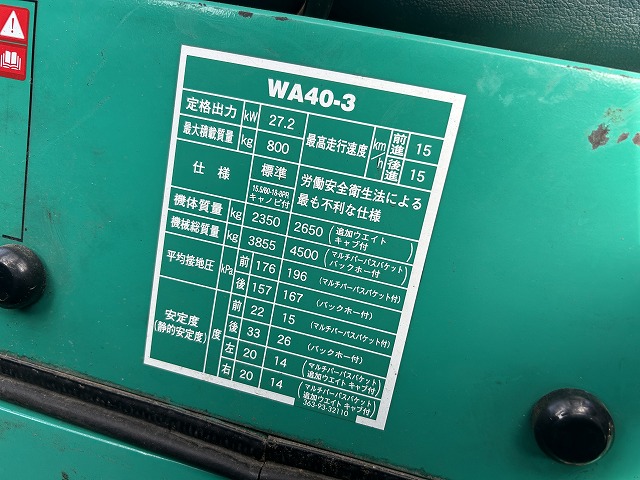 WA40-3
定格出力 kW 27.2 最高走行速度 km/h 前進 15
最大積載質量 kg 800 後進 15
仕様 標準 労働安全衛生法による
15.5/60-18-8PR
キャノピ付 最も不利な仕様
機体質量 kg 2350 2650 (追加ウエイト キャブ付)
機械総質量 kg 3855 4500 (マルチパーパスバケット バックホー付)
平均接地圧 kPa 前 176 196 (マルチパーパスバケット付)
後 157 167 (バックホー付)
安定度 (静的安定度) 度 前 22 15 (マルチパーパスバケット付)
後 33 26 (バックホー付)
左 20 14 (マルチパーパスバケット 追加ウエイト キャブ付)
右 20 14 (マルチパーパスバケット 追加ウエイト キャブ付)
363-93-32110